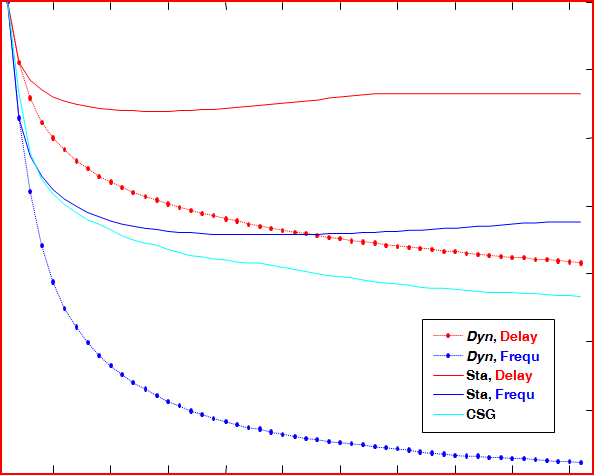 Dyn, Delay
Dyn, Frequ
Sta, Delay
Sta, Frequ
CSG